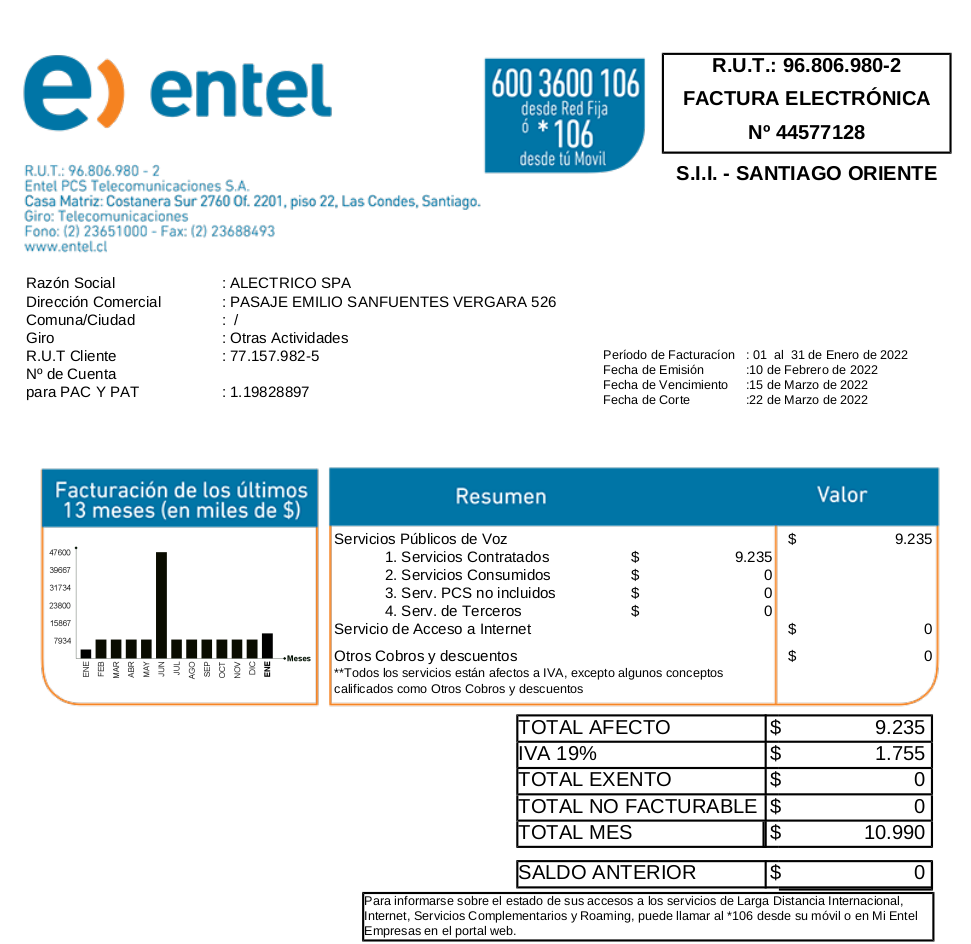 e) entel
600 3600 106
desde Red Fija
ó *106
desde tú Movil
R.U.T.: 96.806.980-2
FACTURA ELECTRÓNICA
Nº 44577128
S.I.I. - SANTIAGO ORIENTE
R.U.T.: 96.806.980 - 2
Entel PCS Telecomunicaciones S.A.
Casa Matriz: Costanera Sur 2760 Of. 2201, piso 22, Las Condes, Santiago.
Giro: Telecomunicaciones
Fono: (2) 23651000 - Fax: (2) 23688493
www.entel.cl
Razón Social : ALECTRICO SPA
Dirección Comercial : PASAJE EMILIO SANFUENTES VERGARA 526
Comuna/Ciudad : /
Giro : Otras Actividades
R.U.T Cliente : 77.157.982-5
Nº de Cuenta
para PAC Y PAT : 1.19828897
Período de Facturacíon : 01 al 31 de Enero de 2022
Fecha de Emisión :10 de Febrero de 2022
Fecha de Vencimiento :15 de Marzo de 2022
Fecha de Corte :22 de Marzo de 2022
Facturación de los últimos
13 meses (en miles de $)
47600
39667
31734
23800
15867
7934
ENE FEB MAR ABR MAY JUN JUL AGO SEP OCT NOV DIC ENE Meses
Resumen Valor
Servicios Públicos de Voz $ 9.235
1. Servicios Contratados $ 9.235
2. Servicios Consumidos $ 0
3. Serv. PCS no incluidos $ 0
4. Serv. de Terceros $ 0
Servicio de Acceso a Internet $ 0
Otros Cobros y descuentos $ 0
**Todos los servicios están afectos a IVA, excepto algunos conceptos
calificados como Otros Cobros y descuentos
TOTAL AFECTO $ 9.235
IVA 19% $ 1.755
TOTAL EXENTO $ 0
TOTAL NO FACTURABLE $ 0
TOTAL MES $ 10.990
SALDO ANTERIOR $ 0
Para informarse sobre el estado de sus accesos a los servicios de Larga Distancia Internacional,
Internet, Servicios Complementarios y Roaming, puede llamar al *106 desde su móvil o en Mi Entel
Empresas en el portal web.